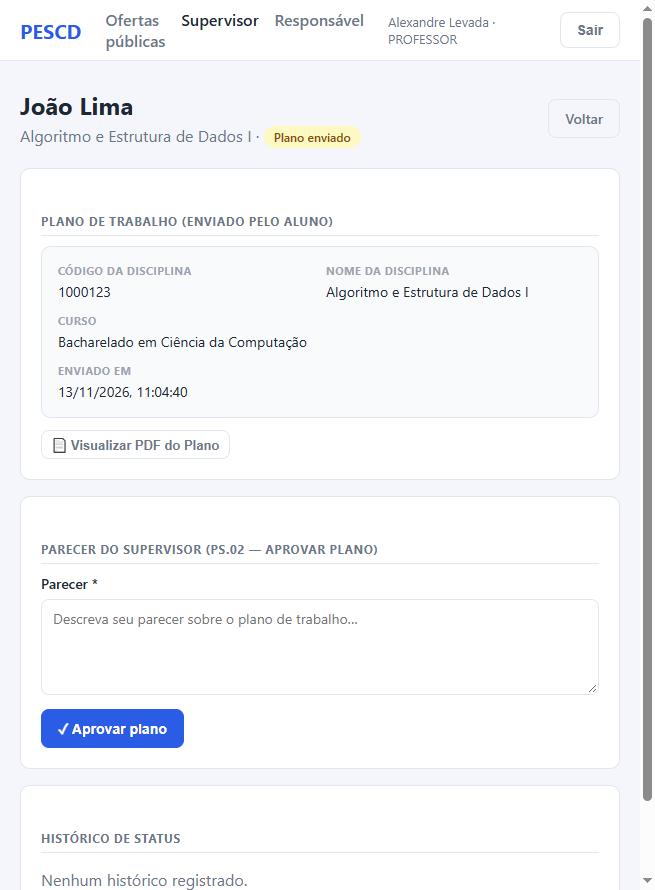 PESCD
Ofertas públicas
Supervisor
Responsável
Alexandre Levada · PROFESSOR
Sair
João Lima
Algoritmo e Estrutura de Dados I · Plano enviado
Voltar
PLANO DE TRABALHO (ENVIADO PELO ALUNO)
CÓDIGO DA DISCIPLINA
1000123
NOME DA DISCIPLINA
Algoritmo e Estrutura de Dados I
CURSO
Bacharelado em Ciência da Computação
ENVIADO EM
13/11/2026, 11:04:40
Visualizar PDF do Plano
PARECER DO SUPERVISOR (PS.02 — APROVAR PLANO)
Parecer *
Descreva seu parecer sobre o plano de trabalho...
✓ Aprovar plano
HISTÓRICO DE STATUS
Nenhum histórico registrado.